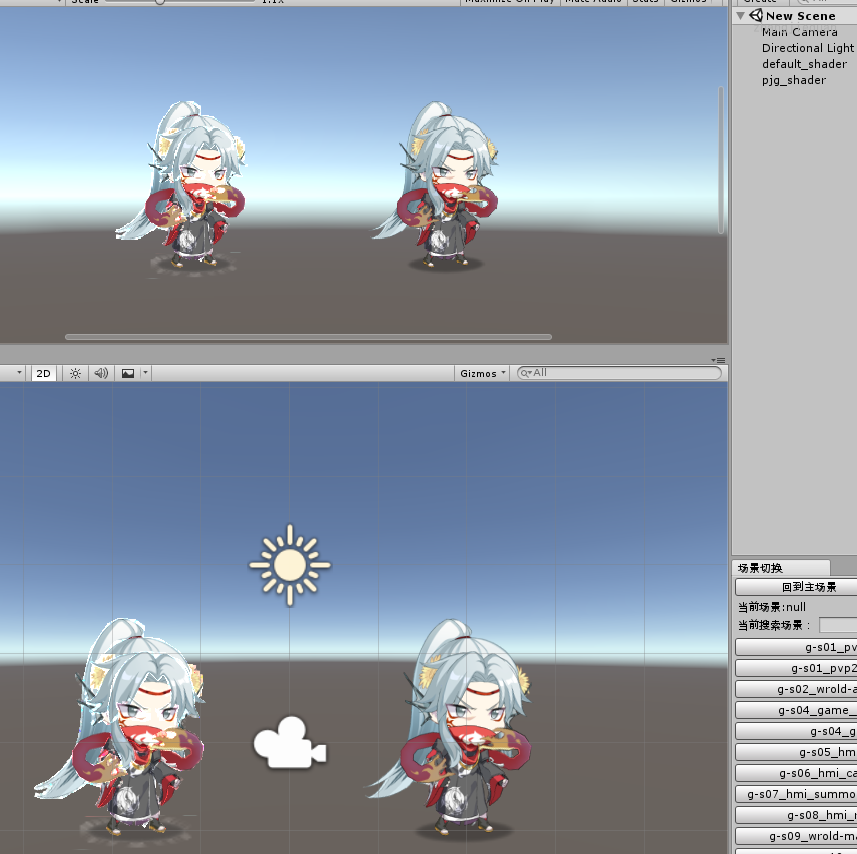 Scale
1.1x
Maximize On Play
Mute Audio
Stats
Gizmos
Create
New Scene
Main Camera
Directional Light
default_shader
pjg_shader
2D
Gizmos
All
场景切换
回到主场景
当前场景:null
当前搜索场景：
g-s01_pv
g-s01_pvp2
g-s02_wrold-a
g-s04_game_
g-s04_g
g-s05_hm
g-s06_hmi_ca
g-s07_hmi_summo
g-s08_hmi_r
g-s09_wrold-ma